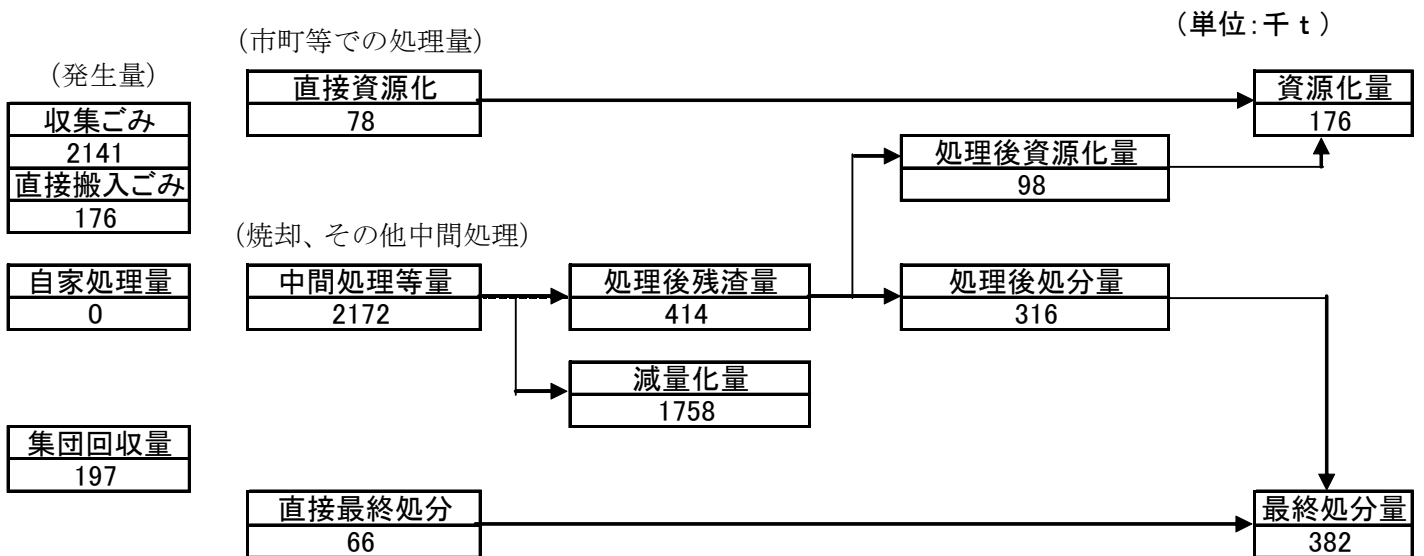 (単位:千ｔ)
(市町等での処理量)
(発生量)
直接資源化
78
資源化量
176
収集ごみ
2141
直接搬入ごみ
176
処理後資源化量
98
(焼却、その他中間処理)
自家処理量
0
中間処理等量
2172
処理後残渣量
414
処理後処分量
316
減量化量
1758
集団回収量
197
直接最終処分
66
最終処分量
382